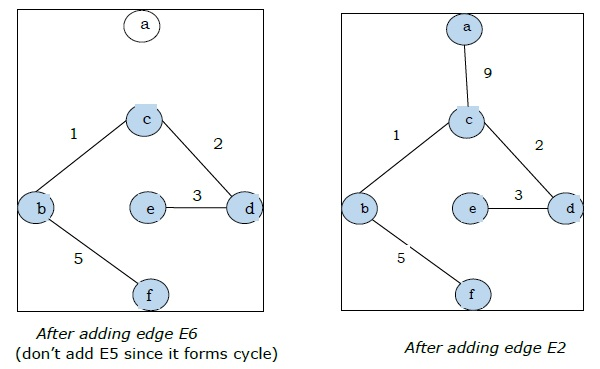 a
c
1
2
b
e
3
d
5
f
After adding edge E6
(don't add E5 since it forms cycle)
a
9
c
1
2
b
e
3
d
5
f
After adding edge E2